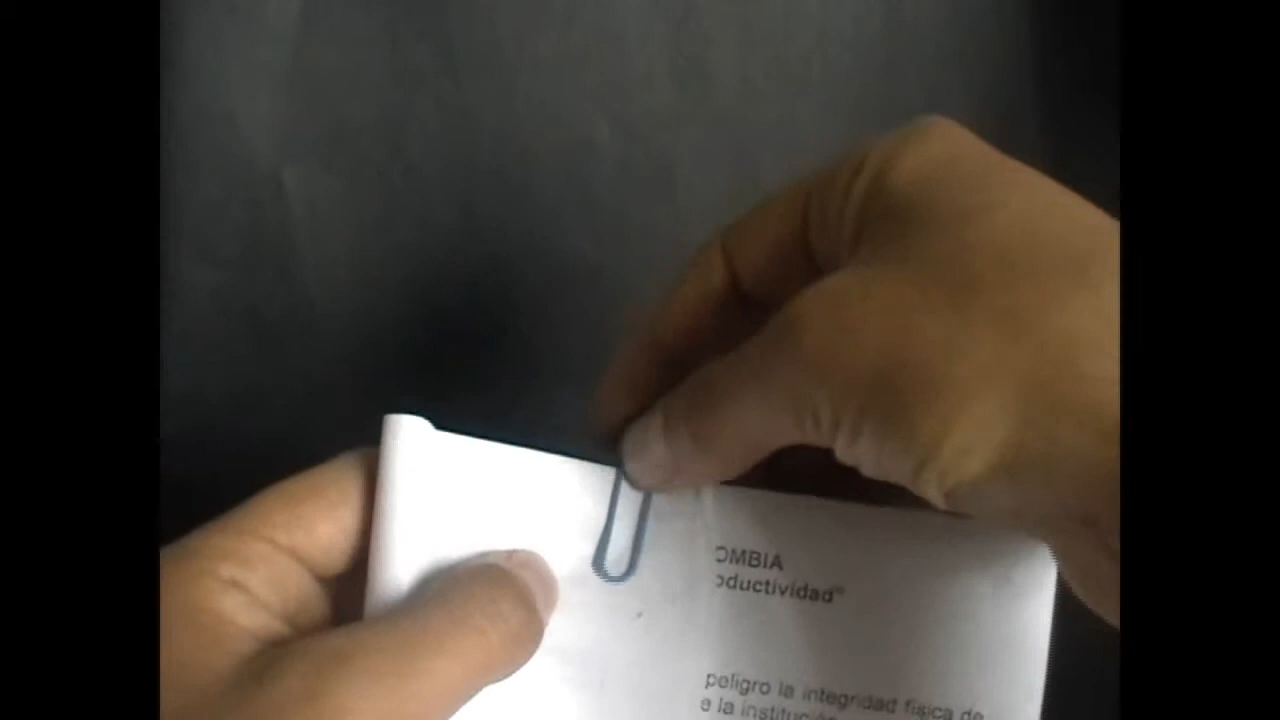 OMBIA
oductividad"
peligro la integridad física de
e la institución